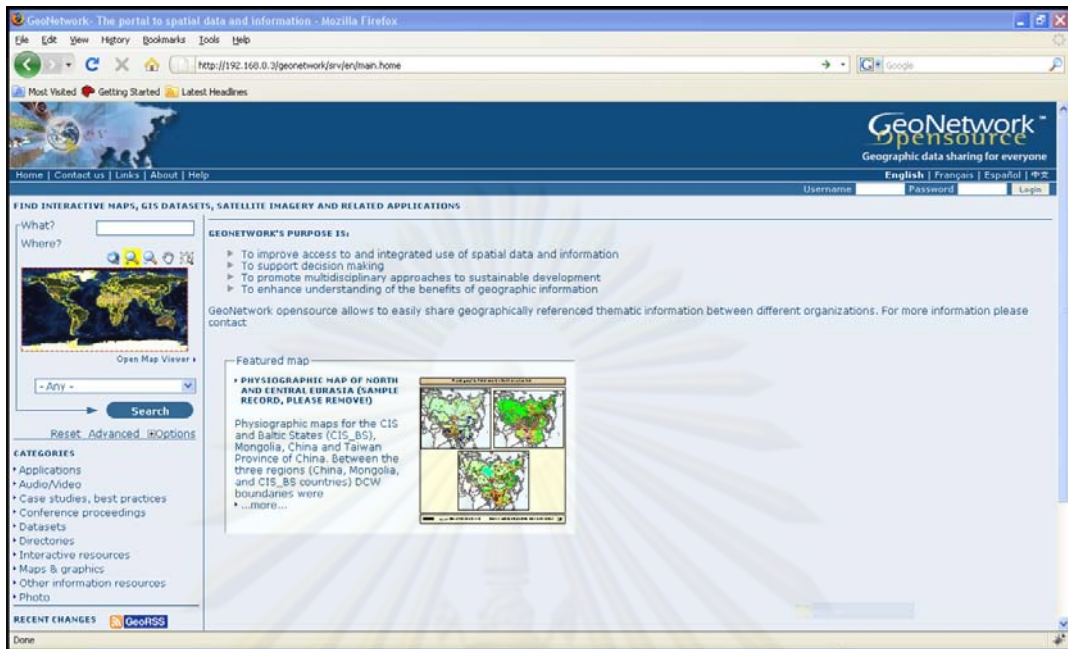 GeoNetwork- The portal to spatial data and information - Mozilla Firefox
File Edit View History Bookmarks Tools Help
http://192.168.0.3/geonetwork/srv/en/main.home
Google
Most Visited Getting Started Latest Headlines
GeoNetwork™
Opensource
Geographic data sharing for everyone
Home | Contact us | Links | About | Help
English | Français | Español | 中文
Username Password Login
FIND INTERACTIVE MAPS, GIS DATASETS, SATELLITE IMAGERY AND RELATED APPLICATIONS
What?
Where?
Open Map Viewer
- Any -
Search
Reset Advanced Options
CATEGORIES
Applications
Audio/Video
Case studies, best practices
Conference proceedings
Datasets
Directories
Interactive resources
Maps & graphics
Other information resources
Photo
RECENT CHANGES GeoRSS
GEONETWORK'S PURPOSE IS:
To improve access to and integrated use of spatial data and information
To support decision making
To promote multidisciplinary approaches to sustainable development
To enhance understanding of the benefits of geographic information
GeoNetwork opensource allows to easily share geographically referenced thematic information between different organizations. For more information please
contact
Featured map
PHYSIOGRAPHIC MAP OF NORTH
AND CENTRAL EURASIA (SAMPLE
RECORD, PLEASE REMOVE!)
Physiographic maps for the CIS
and Baltic States (CIS_BS),
Mongolia, China and Taiwan
Province of China. Between the
three regions (China, Mongolia,
and CIS_BS countries) DCW
boundaries were
...more...
Done